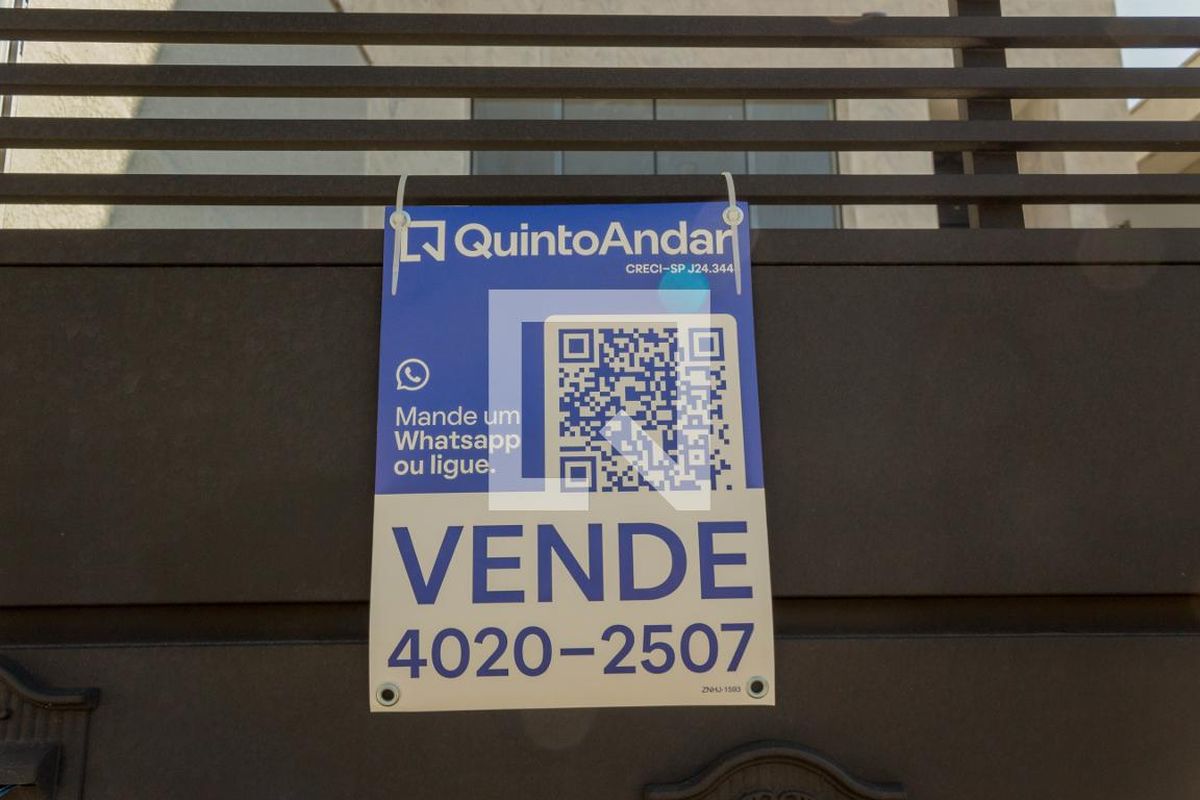 QuintoAndar
CRECI-SP J24.344
Mande um
Whatsapp
ou ligue.
VENDE
4020-2507
ZNHJ-1593